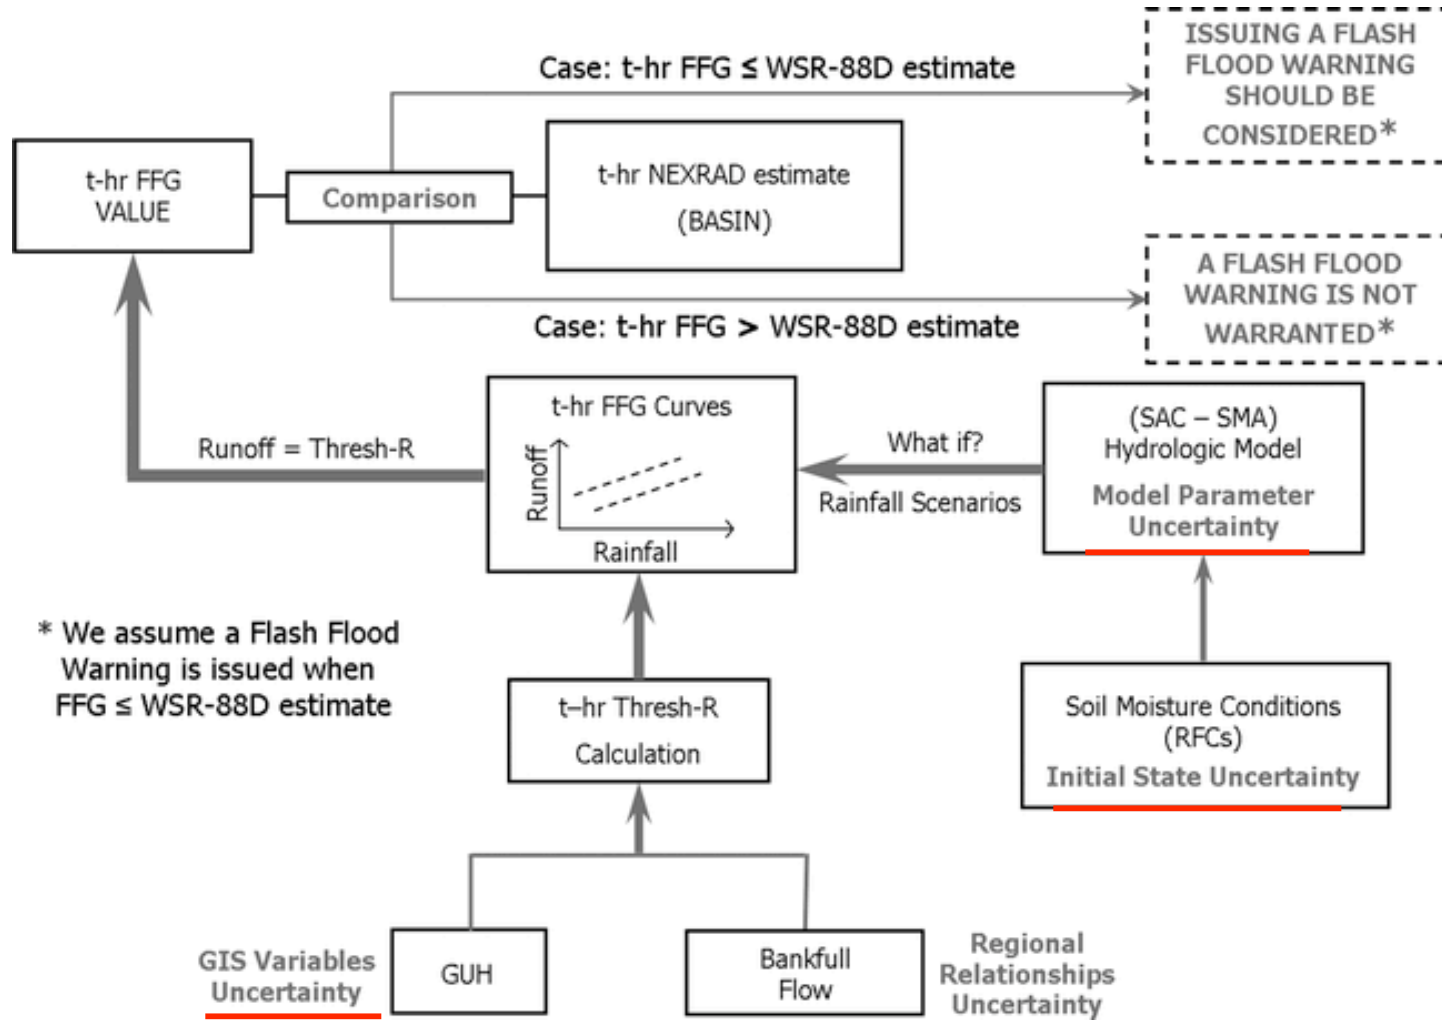 Case: t-hr FFG ≤ WSR-88D estimate
ISSUING A FLASH
FLOOD WARNING
SHOULD BE
CONSIDERED*
t-hr FFG
VALUE
Comparison
t-hr NEXRAD estimate
(BASIN)
Case: t-hr FFG > WSR-88D estimate
A FLASH FLOOD
WARNING IS NOT
WARRANTED*
Runoff = Thresh-R
t-hr FFG Curves
Runoff
Rainfall
What if?
Rainfall Scenarios
(SAC – SMA)
Hydrologic Model
Model Parameter
Uncertainty
* We assume a Flash Flood
Warning is issued when
FFG ≤ WSR-88D estimate
t–hr Thresh-R
Calculation
Soil Moisture Conditions
(RFCs)
Initial State Uncertainty
GIS Variables
Uncertainty
GUH
Bankfull
Flow
Regional
Relationships
Uncertainty